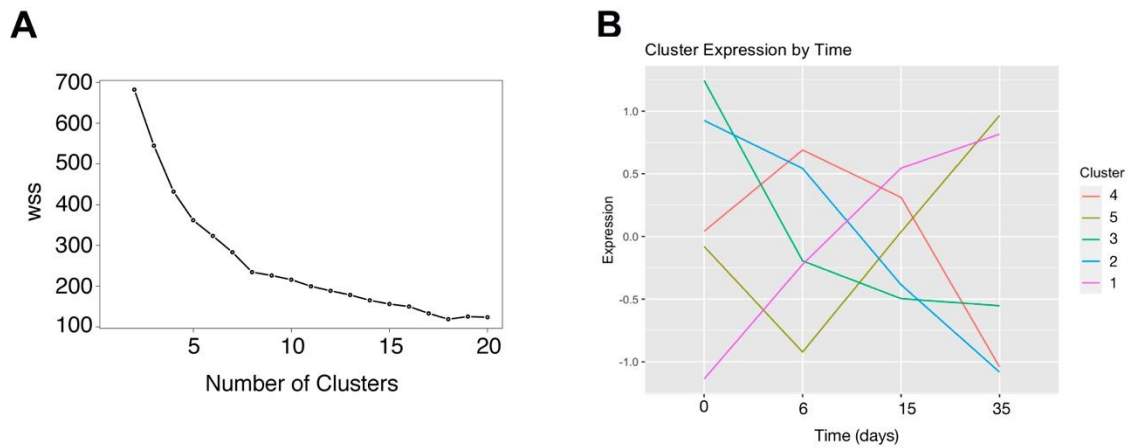 A
700
600
500
400
300
200
100
wss
5 10 15 20
Number of Clusters
B
Cluster Expression by Time
1.0
0.5
0.0
-0.5
-1.0
Expression
0 6 15 35
Time (days)
Cluster
4
5
3
2
1